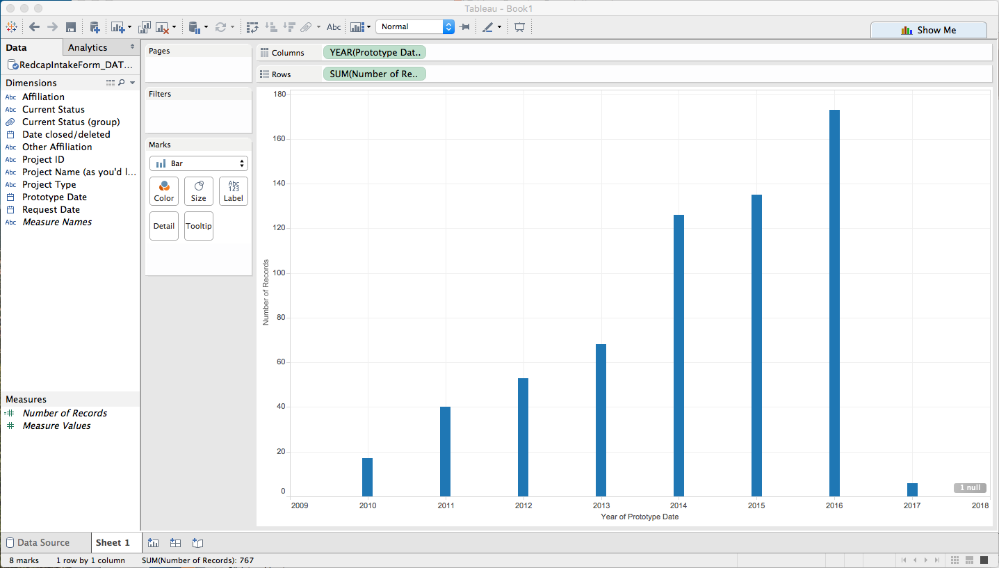 Tableau - Book1
Abc
Normal
Show Me
Data
Analytics
RedcapIntakeForm_DAT...
Dimensions
Abc Affiliation
Abc Current Status
Current Status (group)
Date closed/deleted
Abc Other Affiliation
Abc Project ID
Abc Project Name (as you'd l...
Abc Project Type
Prototype Date
Request Date
Abc Measure Names
Measures
Number of Records
Measure Values
Pages
Filters
Marks
Bar
Color
Size
Abc
123
Label
Detail
Tooltip
Columns
YEAR(Prototype Dat..
Rows
SUM(Number of Re..
180
160
140
120
100
80
60
40
20
0
Number of Records
1 null
2009 2010 2011 2012 2013 2014 2015 2016 2017 2018
Year of Prototype Date
Data Source
Sheet 1
8 marks 1 row by 1 column SUM(Number of Records): 767